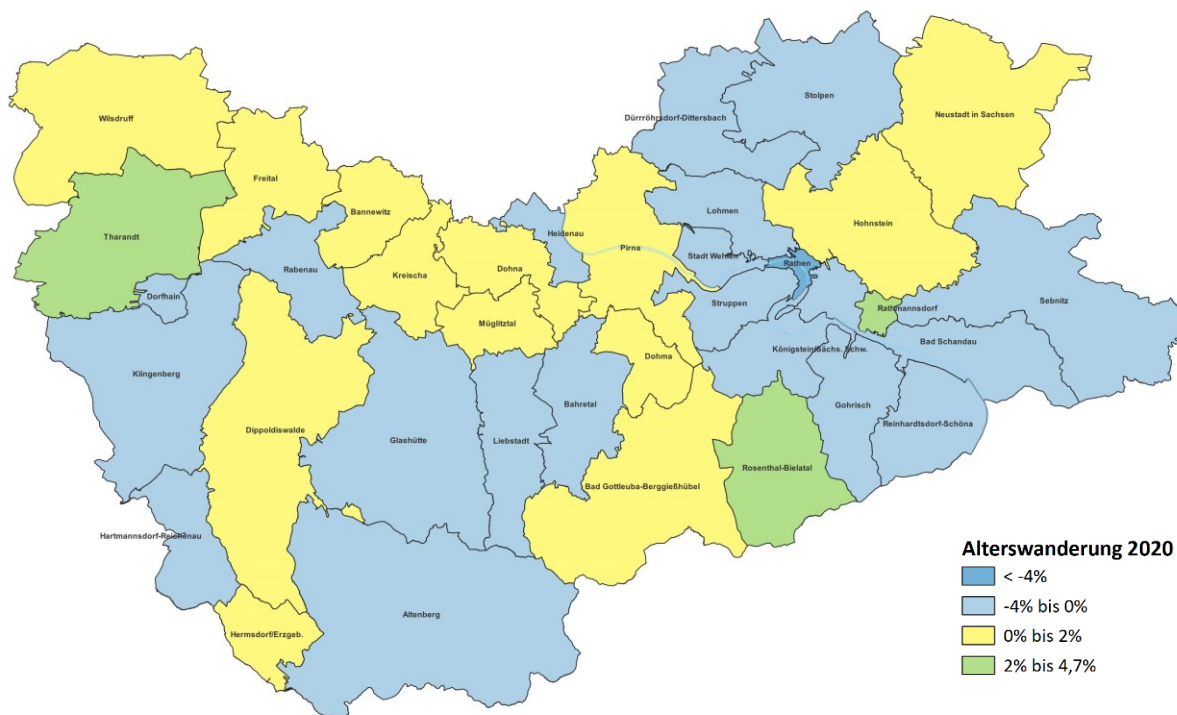 Stolpen
Dürrröhrsdorf-Dittersbach
Neustadt in Sachsen
Wilsdruff
Freital
Bannewitz
Lohmen
Hohnstein
Heidenau
Tharandt
Pirna
Stadt Wehlen
Rathen
Rabenau
Kreischa
Dohna
Dorfhain
Struppen
Rathmannsdorf
Sebnitz
Müglitztal
Bad Schandau
Königstein/Sächs. Schw.
Dohma
Klingenberg
Gohrisch
Bahretal
Reinhardtsdorf-Schöna
Dippoldiswalde
Glashütte
Liebstadt
Rosenthal-Bielatal
Bad Gottleuba-Berggießhübel
Hartmannsdorf-Reichenau
Altenberg
Hermsdorf/Erzgeb.
Alterswanderung 2020
< -4%
-4% bis 0%
0% bis 2%
2% bis 4,7%